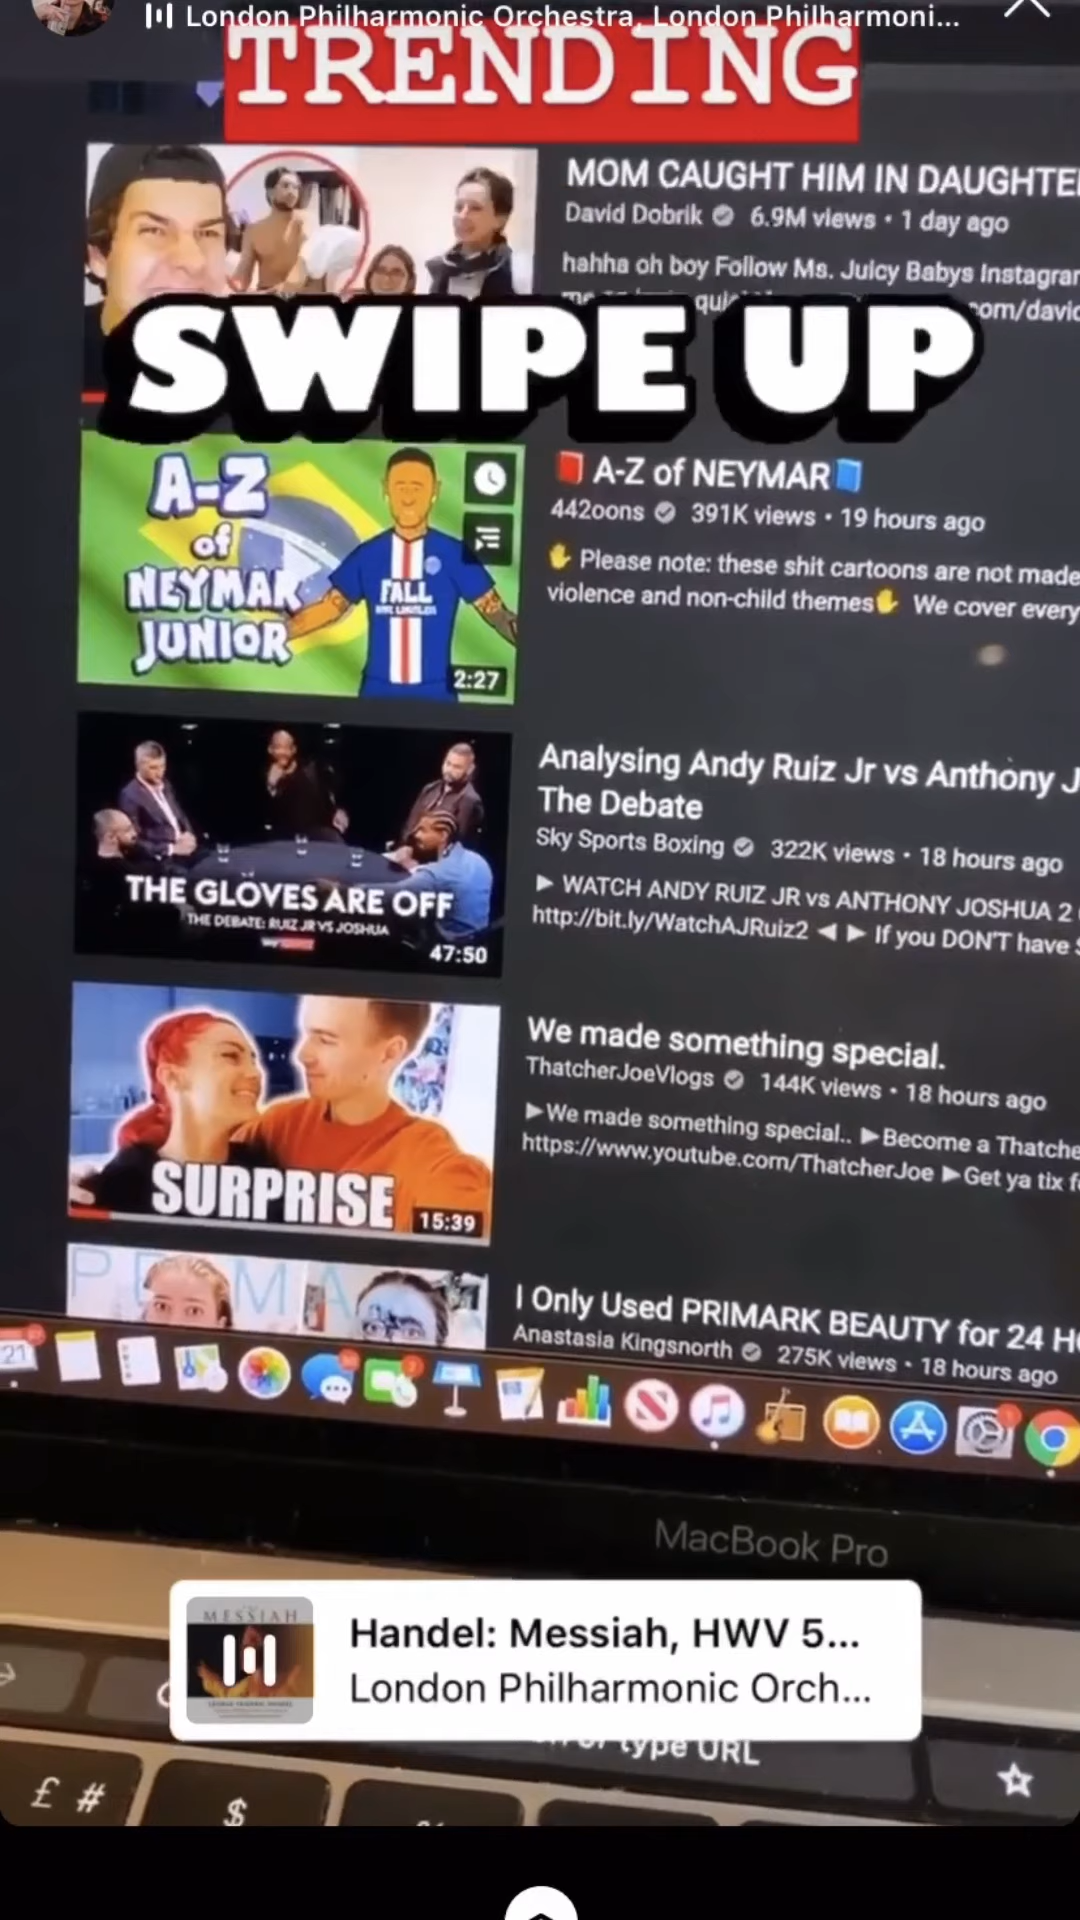 London Philharmonic Orchestra, London Philharmoni...
TRENDING
MOM CAUGHT HIM IN DAUGHTE
David Dobrik 6.9M views • 1 day ago
hahha oh boy Follow Ms. Juicy Babys Instagra
om/davi
SWIPE UP
A-Z
of
NEYMAR
JUNIOR
FALL
2:27
A-Z of NEYMAR
442oons 391K views • 19 hours ago
Please note: these shit cartoons are not made
violence and non-child themes We cover every
THE GLOVES ARE OFF
THE DEBATE: RUIZ JR VS JOSHUA
47:50
Analysing Andy Ruiz Jr vs Anthony J
The Debate
Sky Sports Boxing 322K views • 18 hours ago
▶ WATCH ANDY RUIZ JR vs ANTHONY JOSHUA 2
http://bit.ly/WatchAJRuiz2 ◀ ▶ If you DON'T have
SURPRISE
15:39
We made something special.
ThatcherJoeVlogs 144K views • 18 hours ago
▶We made something special.. ▶Become a Thatche
https://www.youtube.com/ThatcherJoe ▶Get ya tix f
P MA
I Only Used PRIMARK BEAUTY for 24 H
Anastasia Kingsnorth 275K views • 18 hours ago
21
MacBook Pro
MESSIAH
Handel: Messiah, HWV 5...
London Philharmonic Orch...
or type URL
£ #
$